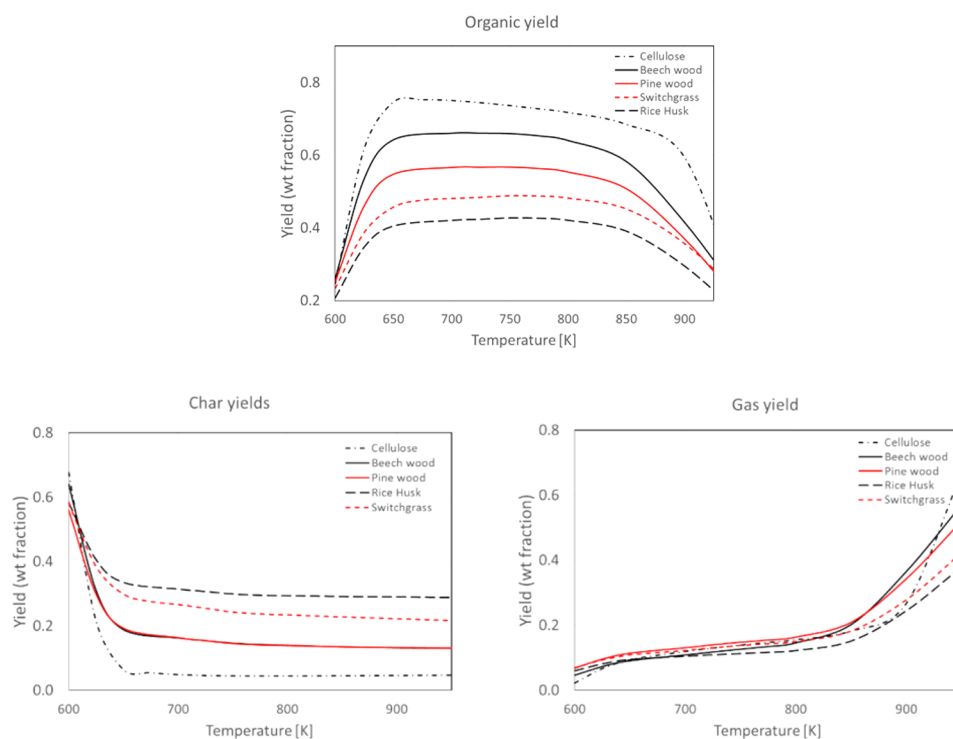 Organic yield
Yield (wt fraction)
0.8
0.6
0.4
0.2
Cellulose
Beech wood
Pine wood
Switchgrass
Rice Husk
600 650 700 750 800 850 900
Temperature [K]
Char yields
Yield (wt fraction)
0.8
0.6
0.4
0.2
0.0
Cellulose
Beech wood
Pine wood
Rice Husk
Switchgrass
600 700 800 900
Temperature [K]
Gas yield
Yield (wt fraction)
0.8
0.6
0.4
0.2
0.0
Cellulose
Beech wood
Pine wood
Rice Husk
Switchgrass
600 700 800 900
Temperature [K]